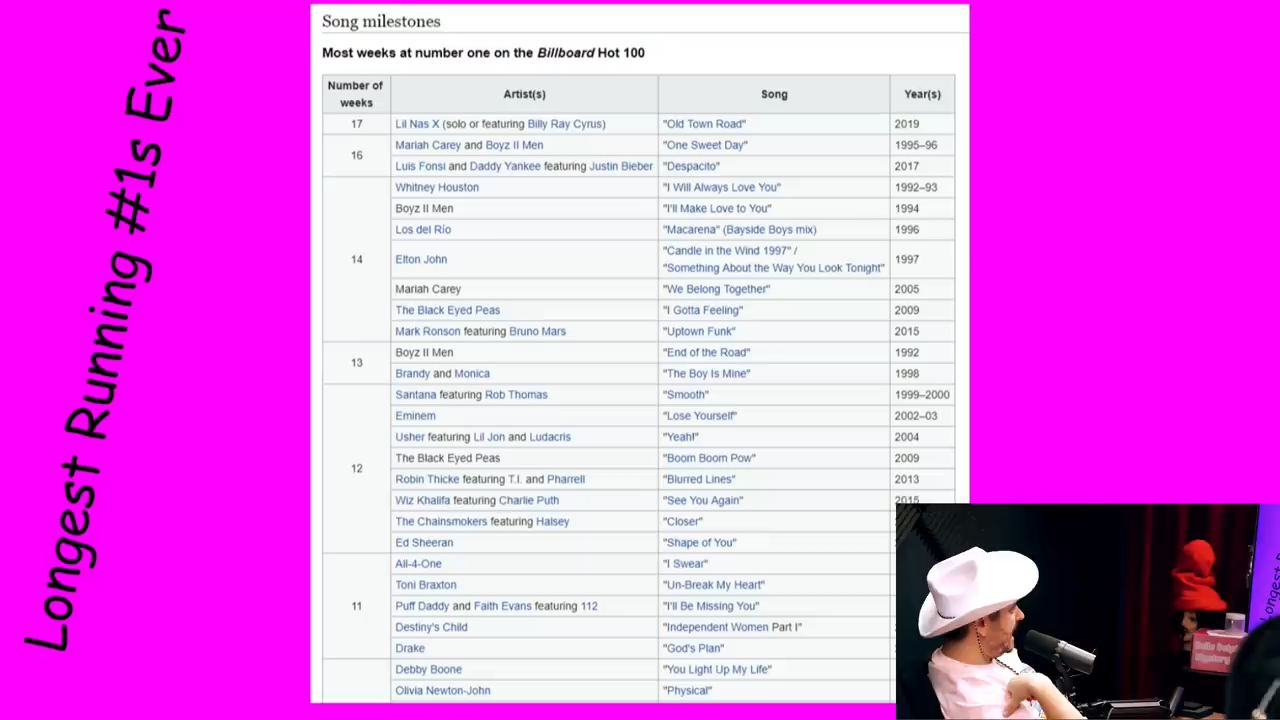 Longest Running #1s Ever
Song milestones
Most weeks at number one on the Billboard Hot 100
Number of weeks Artist(s) Song Year(s)
17 Lil Nas X (solo or featuring Billy Ray Cyrus) "Old Town Road" 2019
16 Mariah Carey and Boyz II Men "One Sweet Day" 1995–96
Luis Fonsi and Daddy Yankee featuring Justin Bieber "Despacito" 2017
14 Whitney Houston "I Will Always Love You" 1992–93
Boyz II Men "I'll Make Love to You" 1994
Los del Río "Macarena" (Bayside Boys mix) 1996
Elton John "Candle in the Wind 1997" / "Something About the Way You Look Tonight" 1997
Mariah Carey "We Belong Together" 2005
The Black Eyed Peas "I Gotta Feeling" 2009
Mark Ronson featuring Bruno Mars "Uptown Funk" 2015
13 Boyz II Men "End of the Road" 1992
Brandy and Monica "The Boy Is Mine" 1998
12 Santana featuring Rob Thomas "Smooth" 1999–2000
Eminem "Lose Yourself" 2002–03
Usher featuring Lil Jon and Ludacris "Yeah!" 2004
The Black Eyed Peas "Boom Boom Pow" 2009
Robin Thicke featuring T.I. and Pharrell "Blurred Lines" 2013
Wiz Khalifa featuring Charlie Puth "See You Again" 2015
The Chainsmokers featuring Halsey "Closer"
Ed Sheeran "Shape of You"
11 All-4-One "I Swear"
Toni Braxton "Un-Break My Heart"
Puff Daddy and Faith Evans featuring 112 "I'll Be Missing You"
Destiny's Child "Independent Women Part I"
Drake "God's Plan"
Debby Boone "You Light Up My Life"
Olivia Newton-John "Physical"